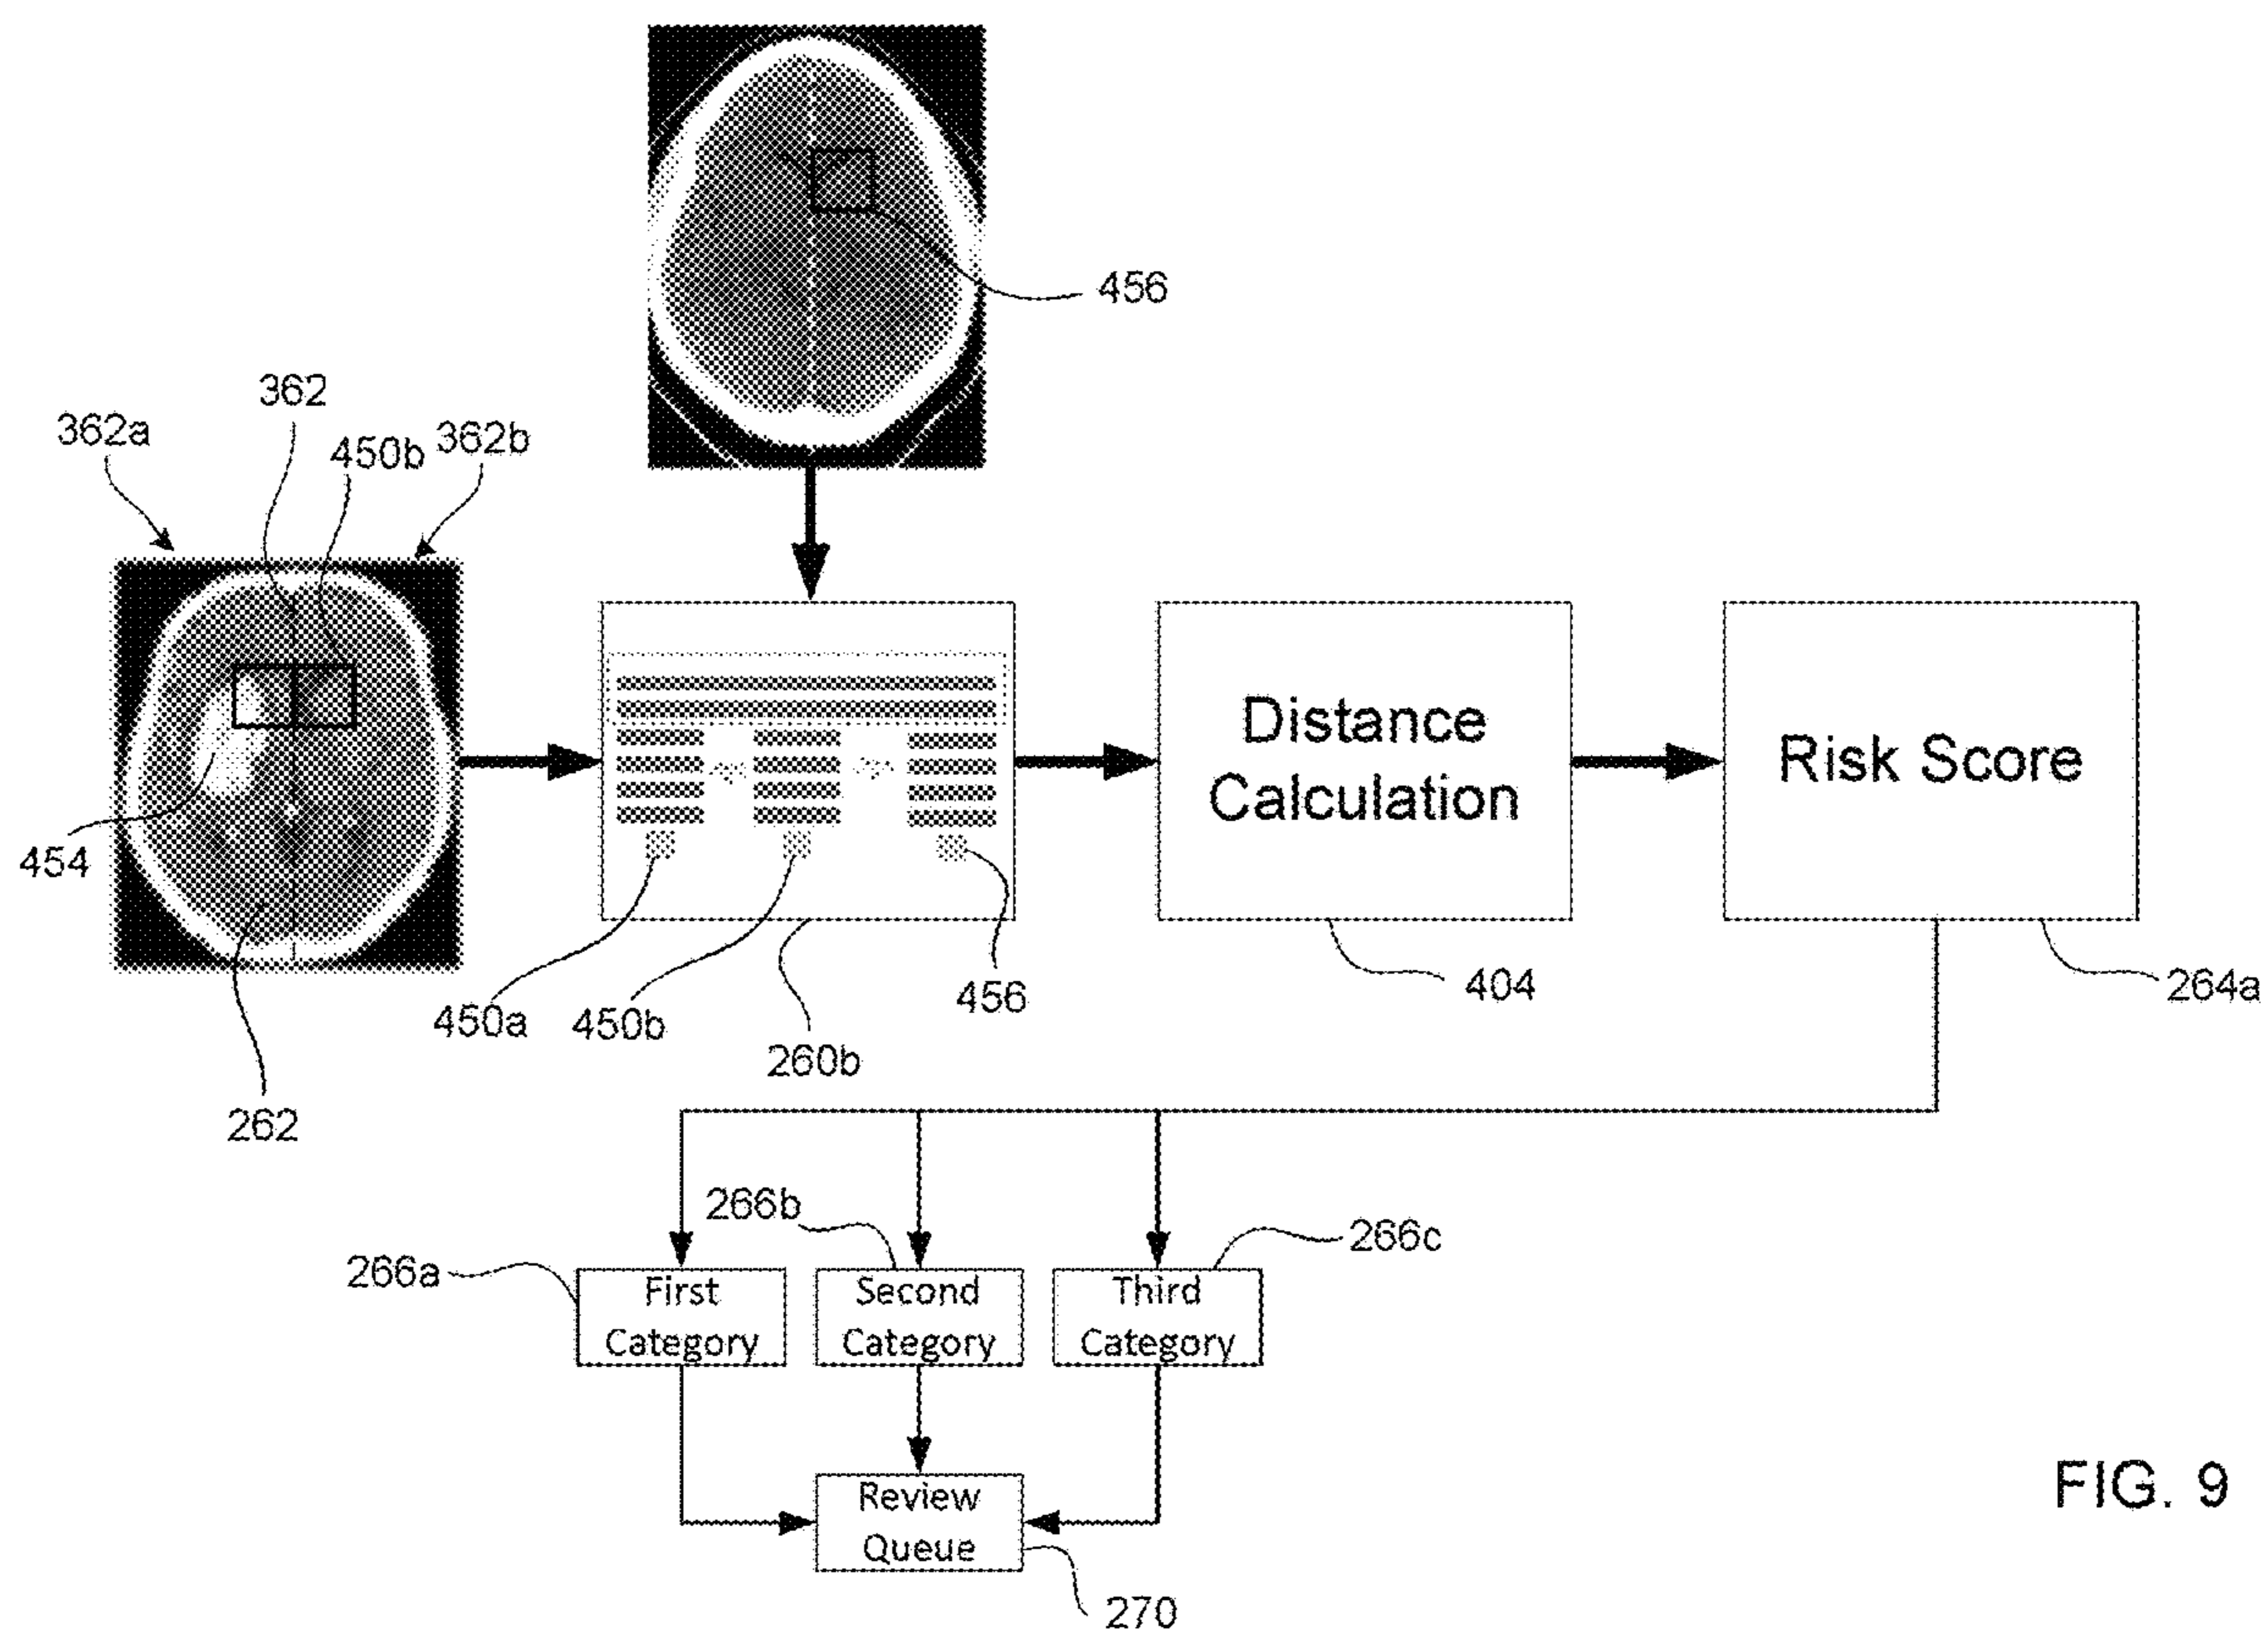 456
362
362a
450b
362b
454
262
450a
450b
456
260b
Distance
Calculation
404
Risk Score
264a
266a
266b
266c
First
Category
Second
Category
Third
Category
Review
Queue
270
FIG. 9